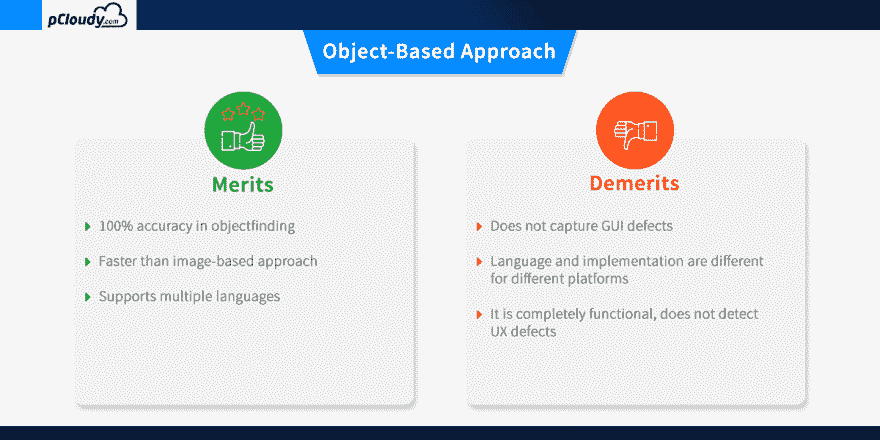 pCloudy.com
Object-Based Approach
Merits
100% accuracy in objectfinding
Faster than image-based approach
Supports multiple languages
Demerits
Does not capture GUI defects
Language and implementation are different
for different platforms
It is completely functional, does not detect
UX defects